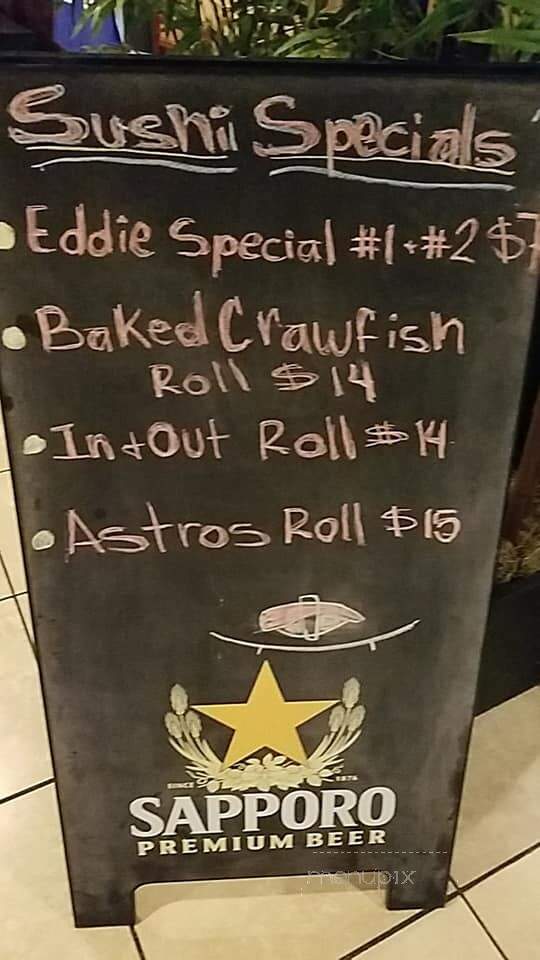 Sushi Specials
Eddie Special #1 + #2 $7
Baked Crawfish
Roll $14
In + Out Roll $14
Astros Roll $15
SINCE 1876
SAPPORO
PREMIUM BEER
menupix